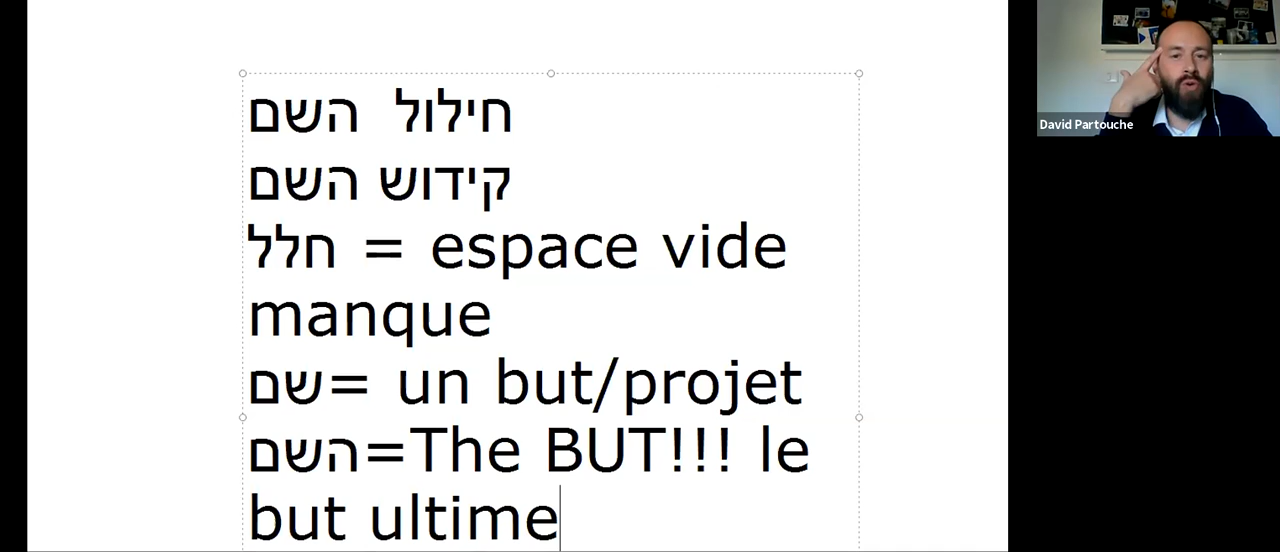 חילול השם
קידוש השם
חלל = espace vide
manque
שם= un but/projet
השם=The BUT!!! le
but ultime
David Partouche